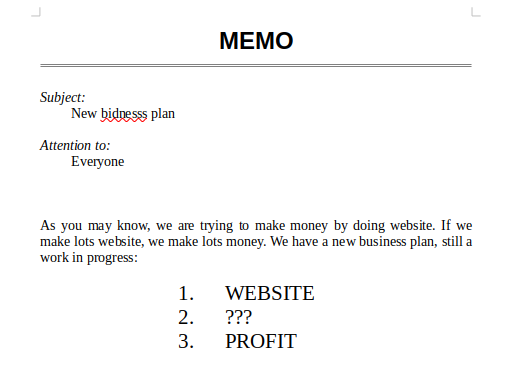 MEMO
Subject:
New bidnesss plan
Attention to:
Everyone
As you may know, we are trying to make money by doing website. If we
make lots website, we make lots money. We have a new business plan, still a
work in progress:
1. WEBSITE
2. ???
3. PROFIT